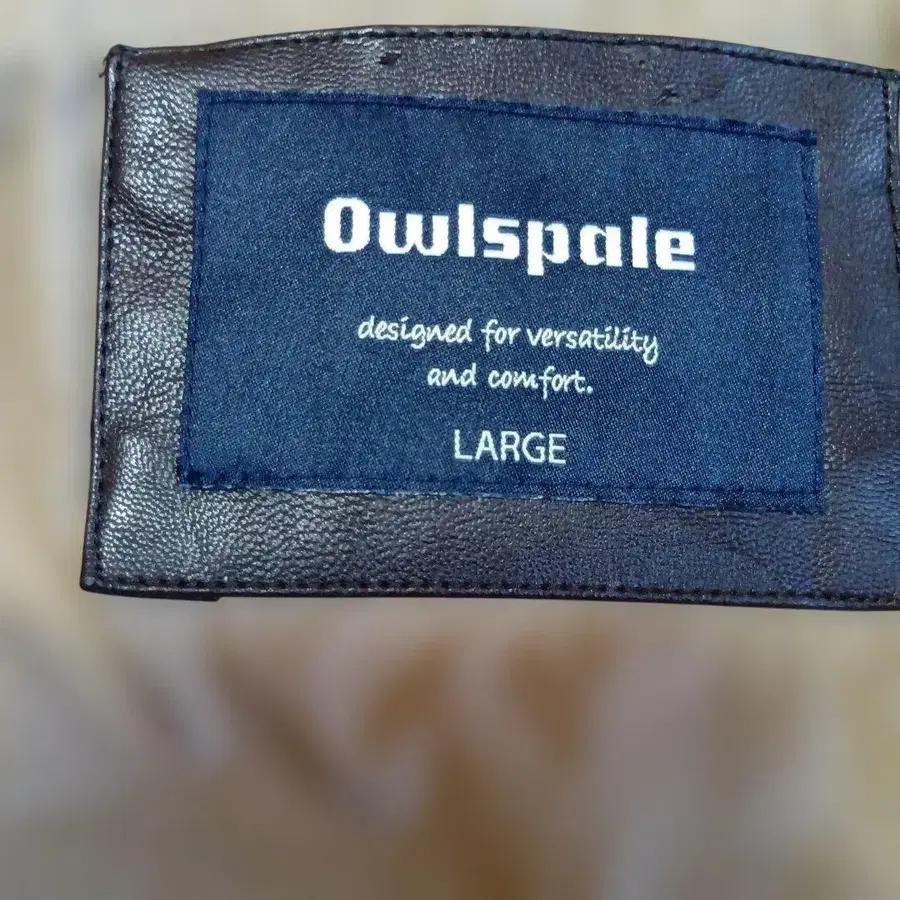 Owlspale
designed for versatility
and comfort.
LARGE